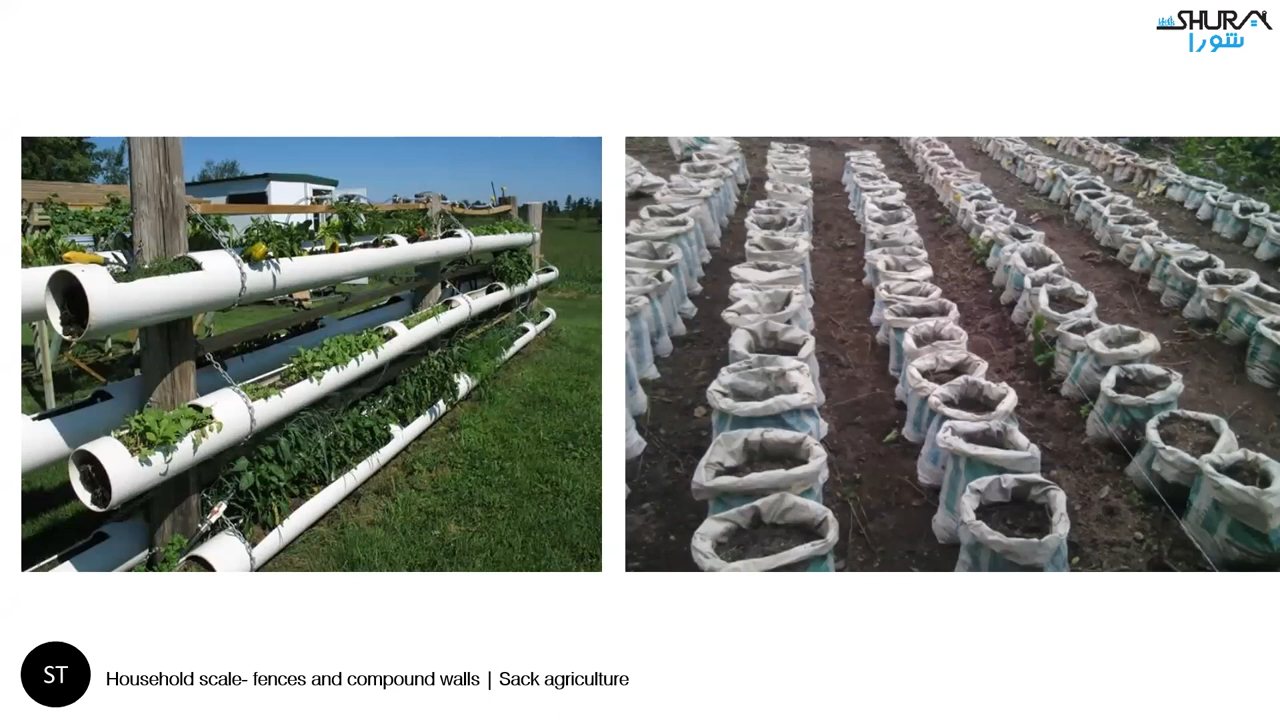 SHURA
شورا
ST
Household scale- fences and compound walls | Sack agriculture